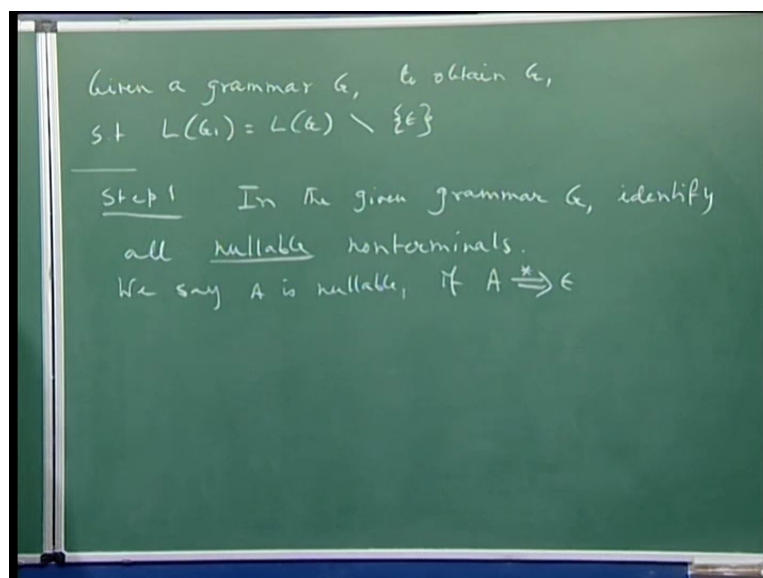 Given a grammar G, to obtain G,
s.t L(G₁) = L(G) \ {ϵ}
Step 1 In the given grammar G, identify
all nullable nonterminals.
We say A is nullable, if A ⇒* ϵ